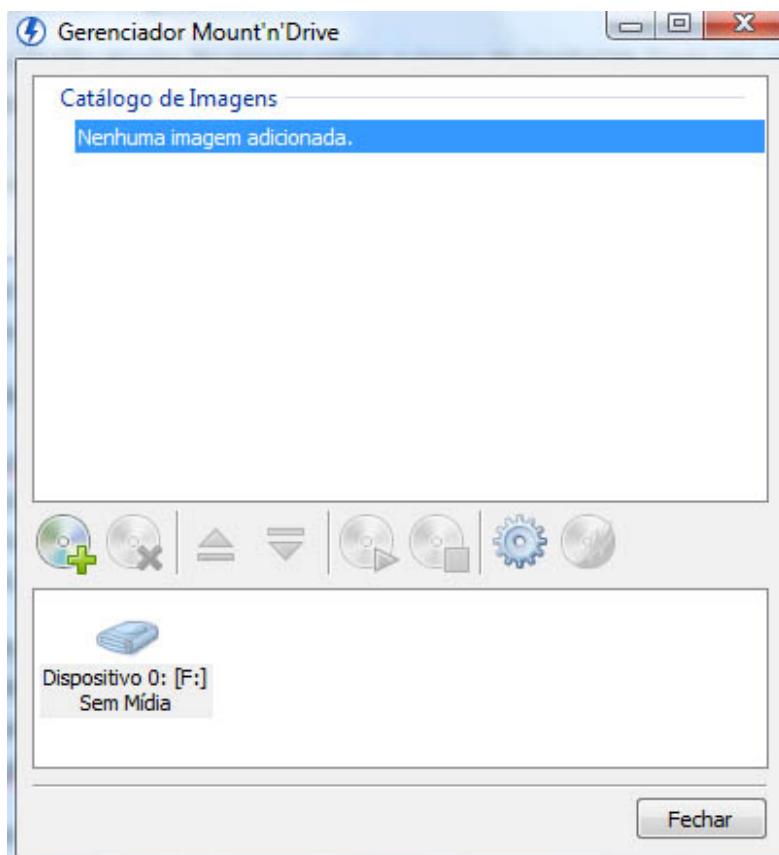 Gerenciador Mount'n'Drive
Catálogo de Imagens
Nenhuma imagem adicionada.
Dispositivo 0: [F:]
Sem Mídia
Fechar